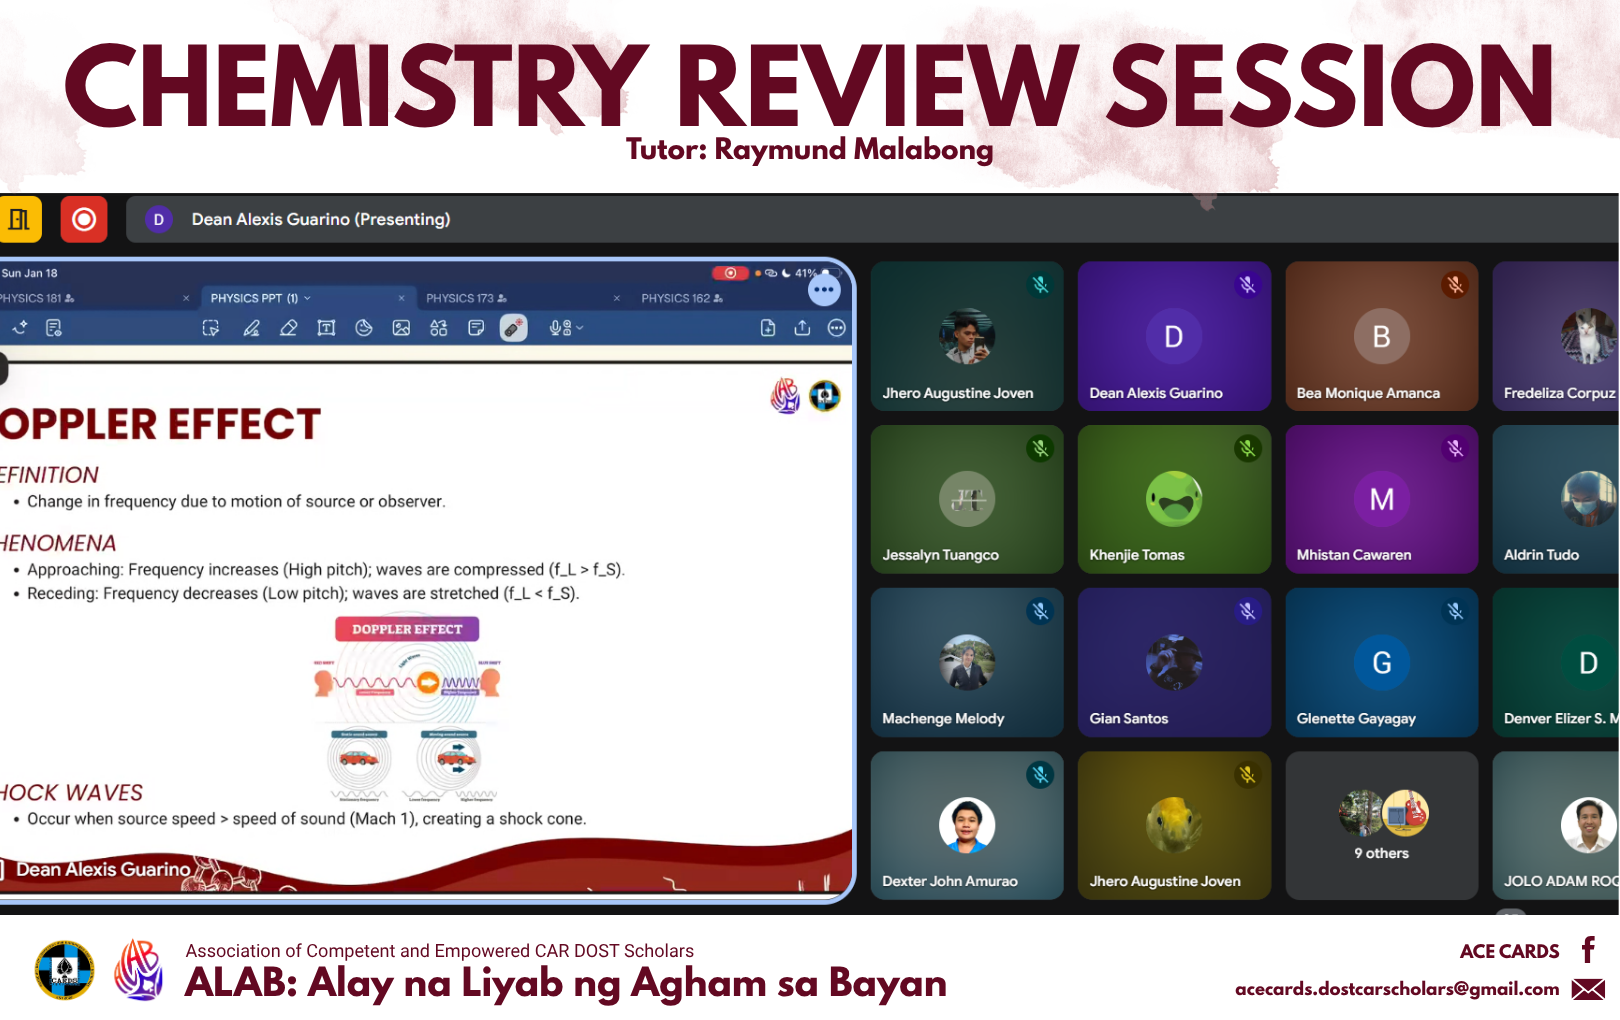 CHEMISTRY REVIEW SESSION
Tutor: Raymund Malabong
D
Dean Alexis Guarino (Presenting)
Sun Jan 18
41%
PHYSICS 181
PHYSICS PPT (1)
PHYSICS 173
PHYSICS 162
OPPLER EFFECT
EFINITION
• Change in frequency due to motion of source or observer.
HENOMENA
• Approaching: Frequency increases (High pitch); waves are compressed (f_L > f_S).
• Receding: Frequency decreases (Low pitch); waves are stretched (f_L < f_S).
DOPPLER EFFECT
HOCK WAVES
• Occur when source speed > speed of sound (Mach 1), creating a shock cone.
Dean Alexis Guarino
Jhero Augustine Joven
D
Dean Alexis Guarino
B
Bea Monique Amanca
Fredeliza Corpuz
Jessalyn Tuangco
Khenjie Tomas
M
Mhistan Cawaren
Aldrin Tudo
Machenge Melody
Gian Santos
G
Glenette Gayagay
D
Denver Elizer S. M
Dexter John Amurao
Jhero Augustine Joven
9 others
JOLO ADAM ROC
Association of Competent and Empowered CAR DOST Scholars
ALAB: Alay na Liyab ng Agham sa Bayan
ACE CARDS
acecards.dostcarscholars@gmail.com